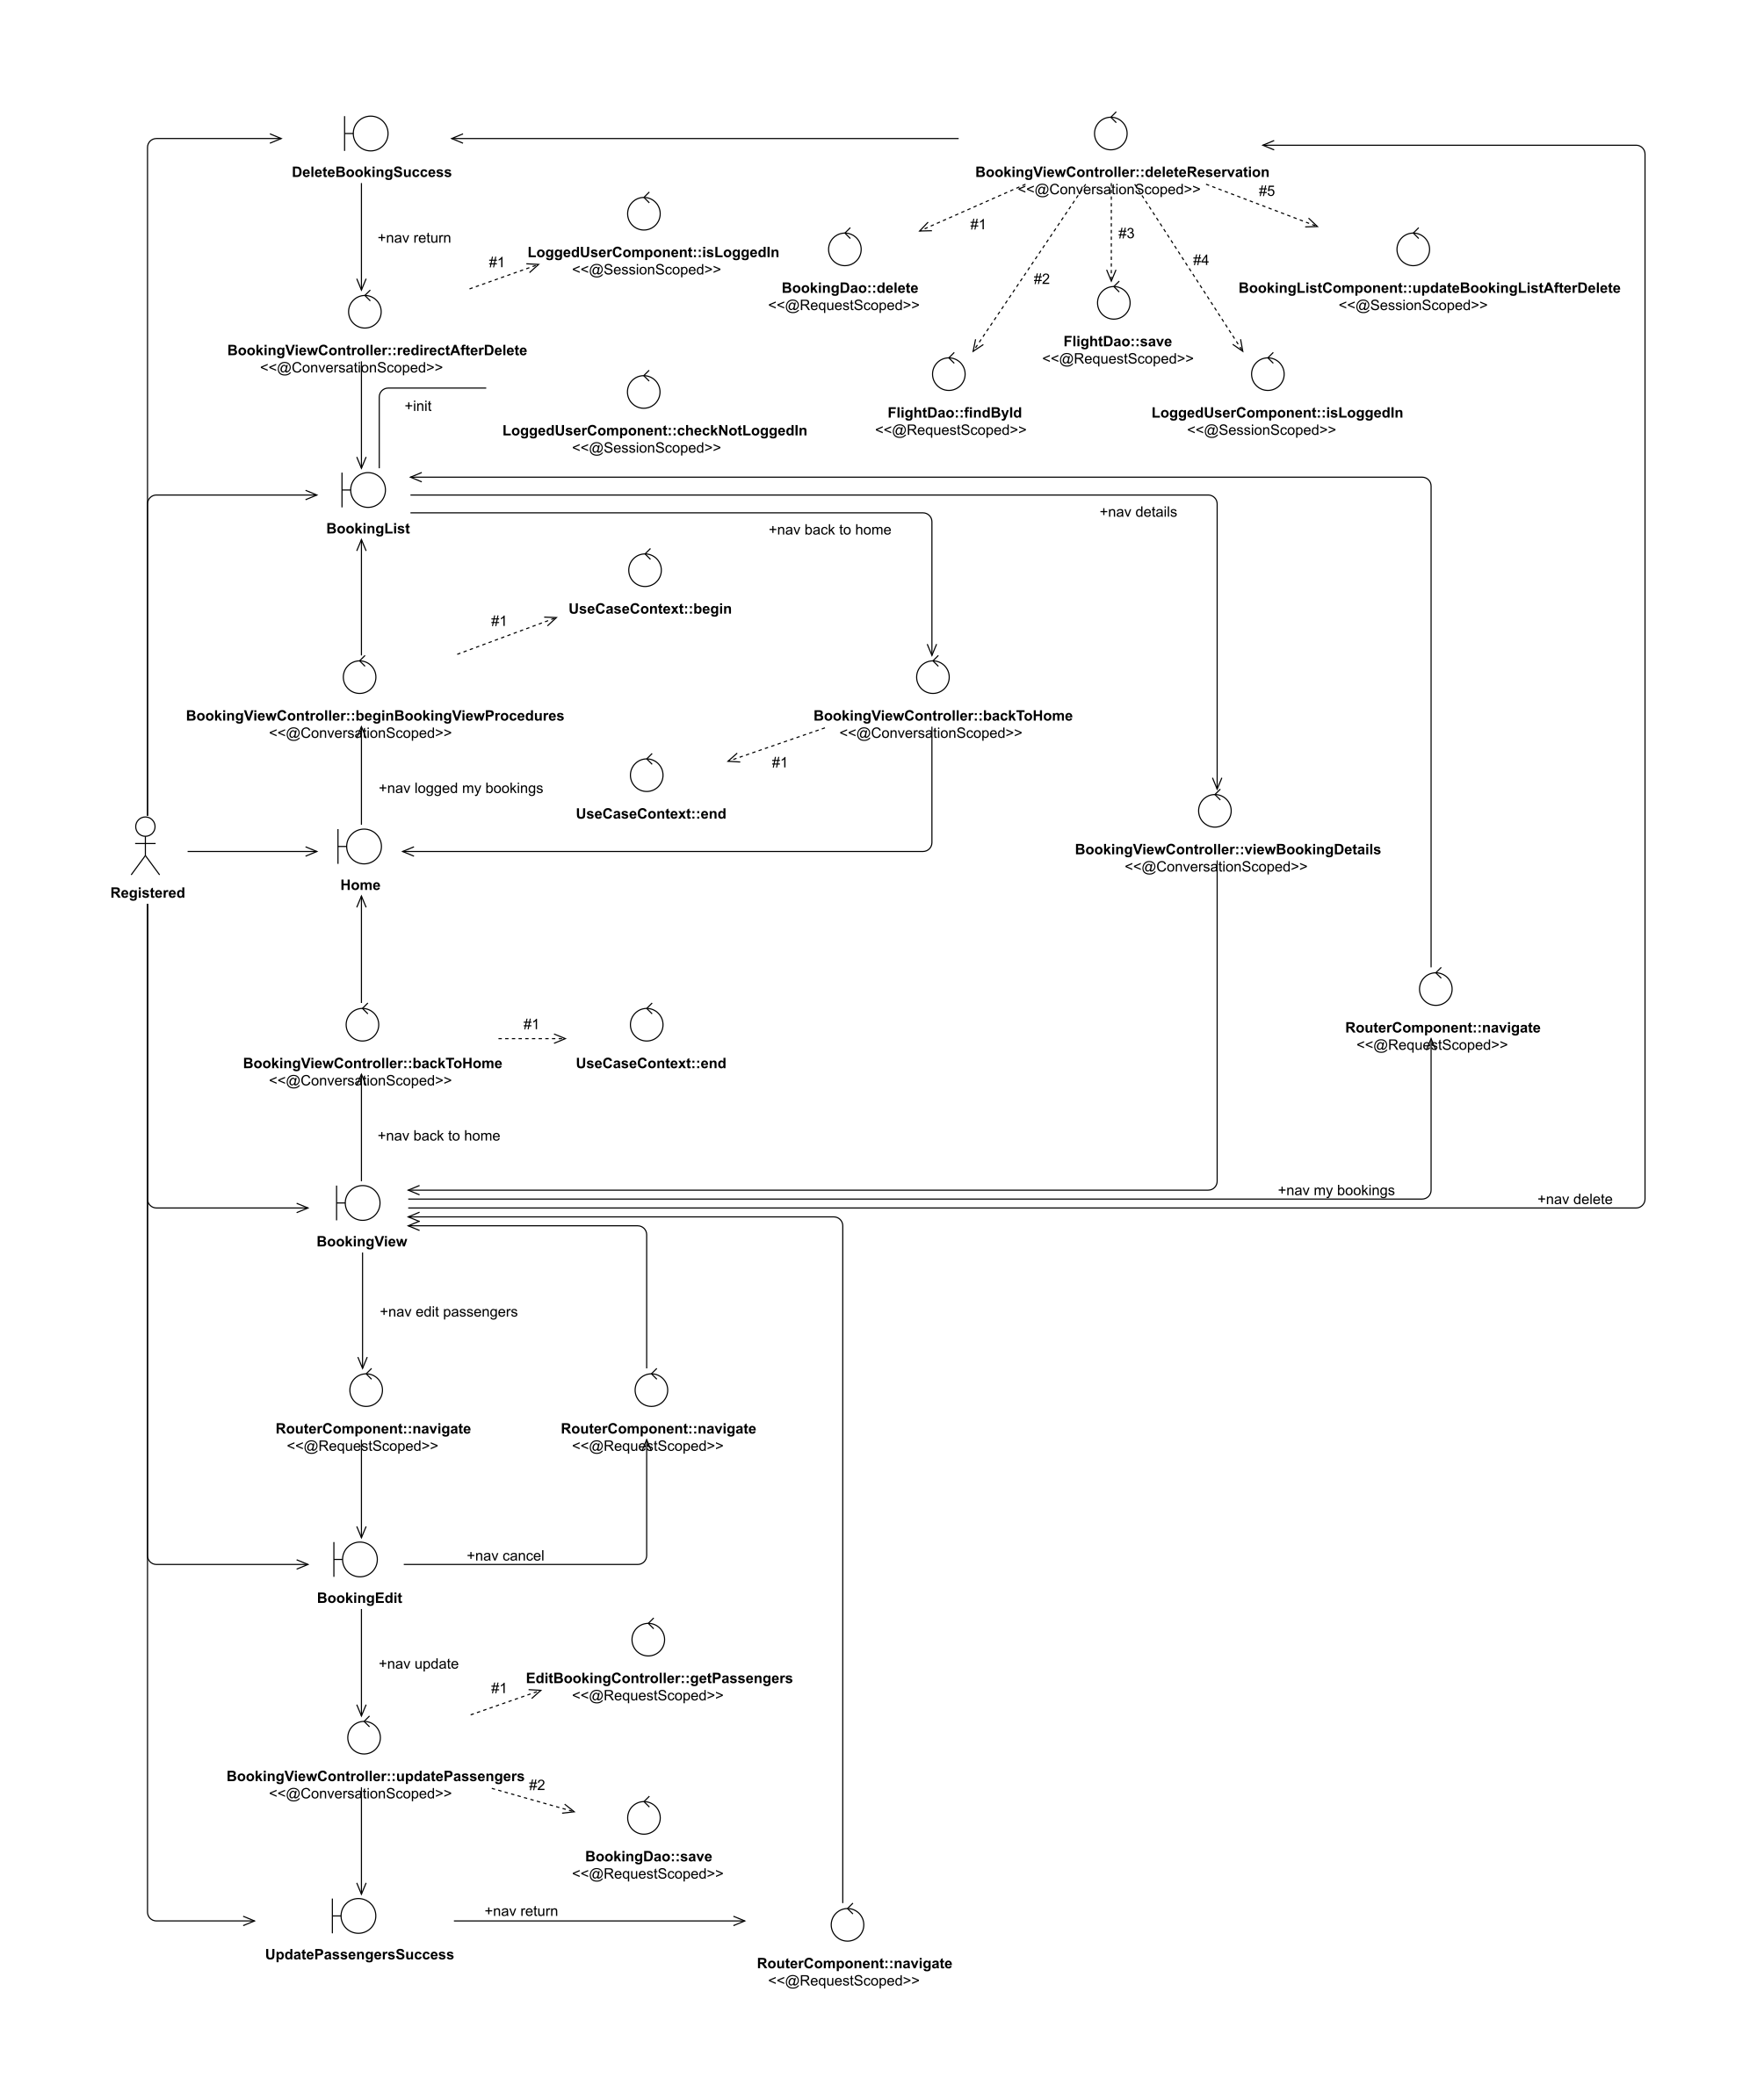 DeleteBookingSuccess
BookingViewController::deleteReservation
<<@ConversationScoped>>
#5
#1
#3
+nav return
LoggedUserComponent::isLoggedIn
<<@SessionScoped>>
#1
#4
#2
BookingDao::delete
<<@RequestScoped>>
BookingListComponent::updateBookingListAfterDelete
<<@SessionScoped>>
FlightDao::save
<<@RequestScoped>>
BookingViewController::redirectAfterDelete
<<@ConversationScoped>>
+init
FlightDao::findById
<<@RequestScoped>>
LoggedUserComponent::isLoggedIn
<<@SessionScoped>>
LoggedUserComponent::checkNotLoggedIn
<<@SessionScoped>>
BookingList
+nav details
+nav back to home
UseCaseContext::begin
#1
BookingViewController::beginBookingViewProcedures
<<@ConversationScoped>>
BookingViewController::backToHome
<<@ConversationScoped>>
#1
+nav logged my bookings
UseCaseContext::end
BookingViewController::viewBookingDetails
<<@ConversationScoped>>
Home
Registered
#1
RouterComponent::navigate
<<@RequestScoped>>
BookingViewController::backToHome
<<@ConversationScoped>>
UseCaseContext::end
+nav back to home
+nav my bookings
+nav delete
BookingView
+nav edit passengers
RouterComponent::navigate
<<@RequestScoped>>
RouterComponent::navigate
<<@RequestScoped>>
+nav cancel
BookingEdit
+nav update
EditBookingController::getPassengers
<<@RequestScoped>>
#1
BookingViewController::updatePassengers
<<@ConversationScoped>>
#2
BookingDao::save
<<@RequestScoped>>
+nav return
UpdatePassengersSuccess
RouterComponent::navigate
<<@RequestScoped>>